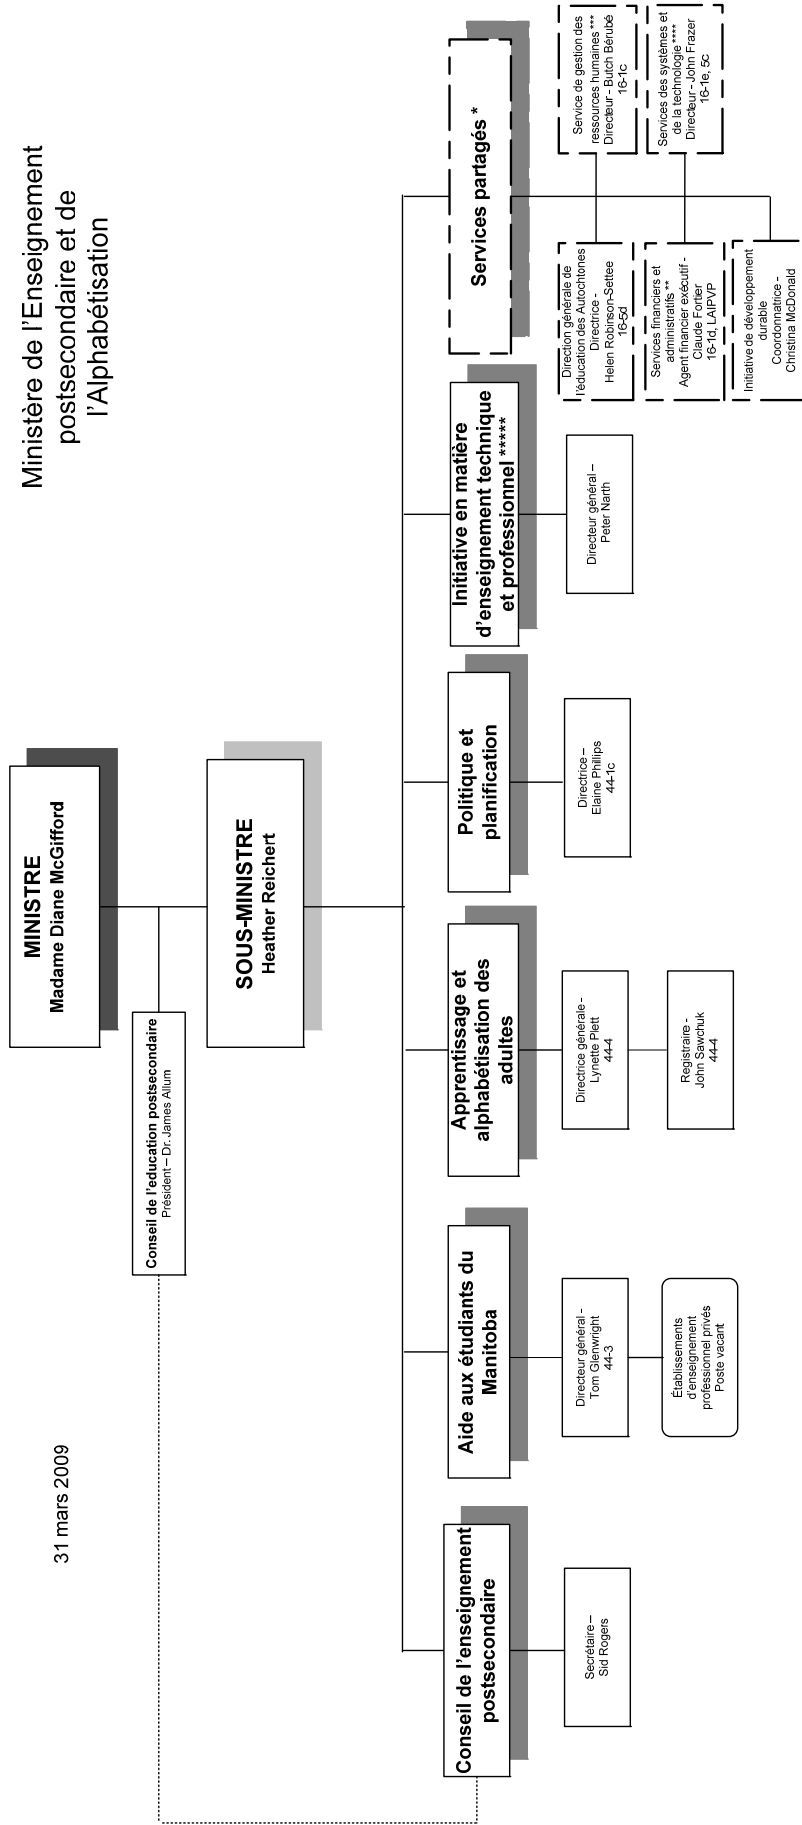 31 mars 2009
Ministère de l'Enseignement
postsecondaire et de
l'Alphabétisation
MINISTRE
Madame Diane McGifford
Conseil de l'education postsecondaire
Président – Dr. James Allum
SOUS-MINISTRE
Heather Reichert
Conseil de l'enseignement
postsecondaire
Secrétaire –
Sid Rogers
Aide aux étudiants du
Manitoba
Directeur général -
Tom Glenwright
44-3
Établissements
d'enseignement
professionnel privés
Poste vacant
Apprentissage et
alphabétisation des
adultes
Directrice générale -
Lynette Plett
44-4
Registraire -
John Sawchuk
44-4
Politique et
planification
Directrice –
Elaine Phillips
44-1c
Initiative en matière
d'enseignement technique
et professionnel *****
Directeur général –
Peter Narth
Services partagés *
Direction générale de
l'éducation des Autochtones
Directrice -
Helen Robinson-Settee
16-5d
Service de gestion des
ressources humaines ***
Directeur - Butch Bérubé
16-1c
Services financiers et
administratifs **
Agent financier exécutif -
Claude Fortier
16-1d, LAIPVP
Services des systèmes et
de la technologie ****
Directeur - John Frazer
16-1e, 5c
Initiative de développement
durable
Coordonnatrice -
Christina McDonald